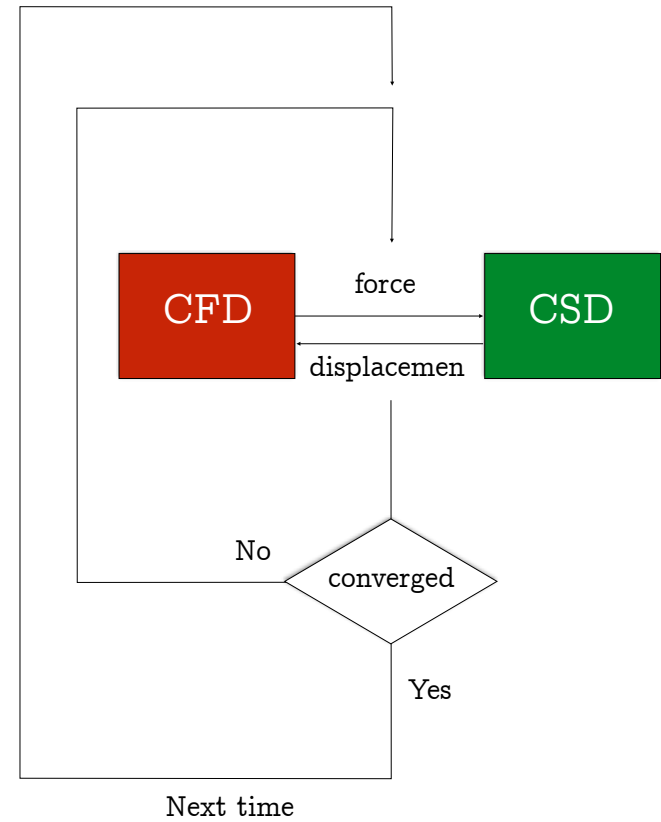 force
CFD
CSD
displacemen
No
converged
Yes
Next time